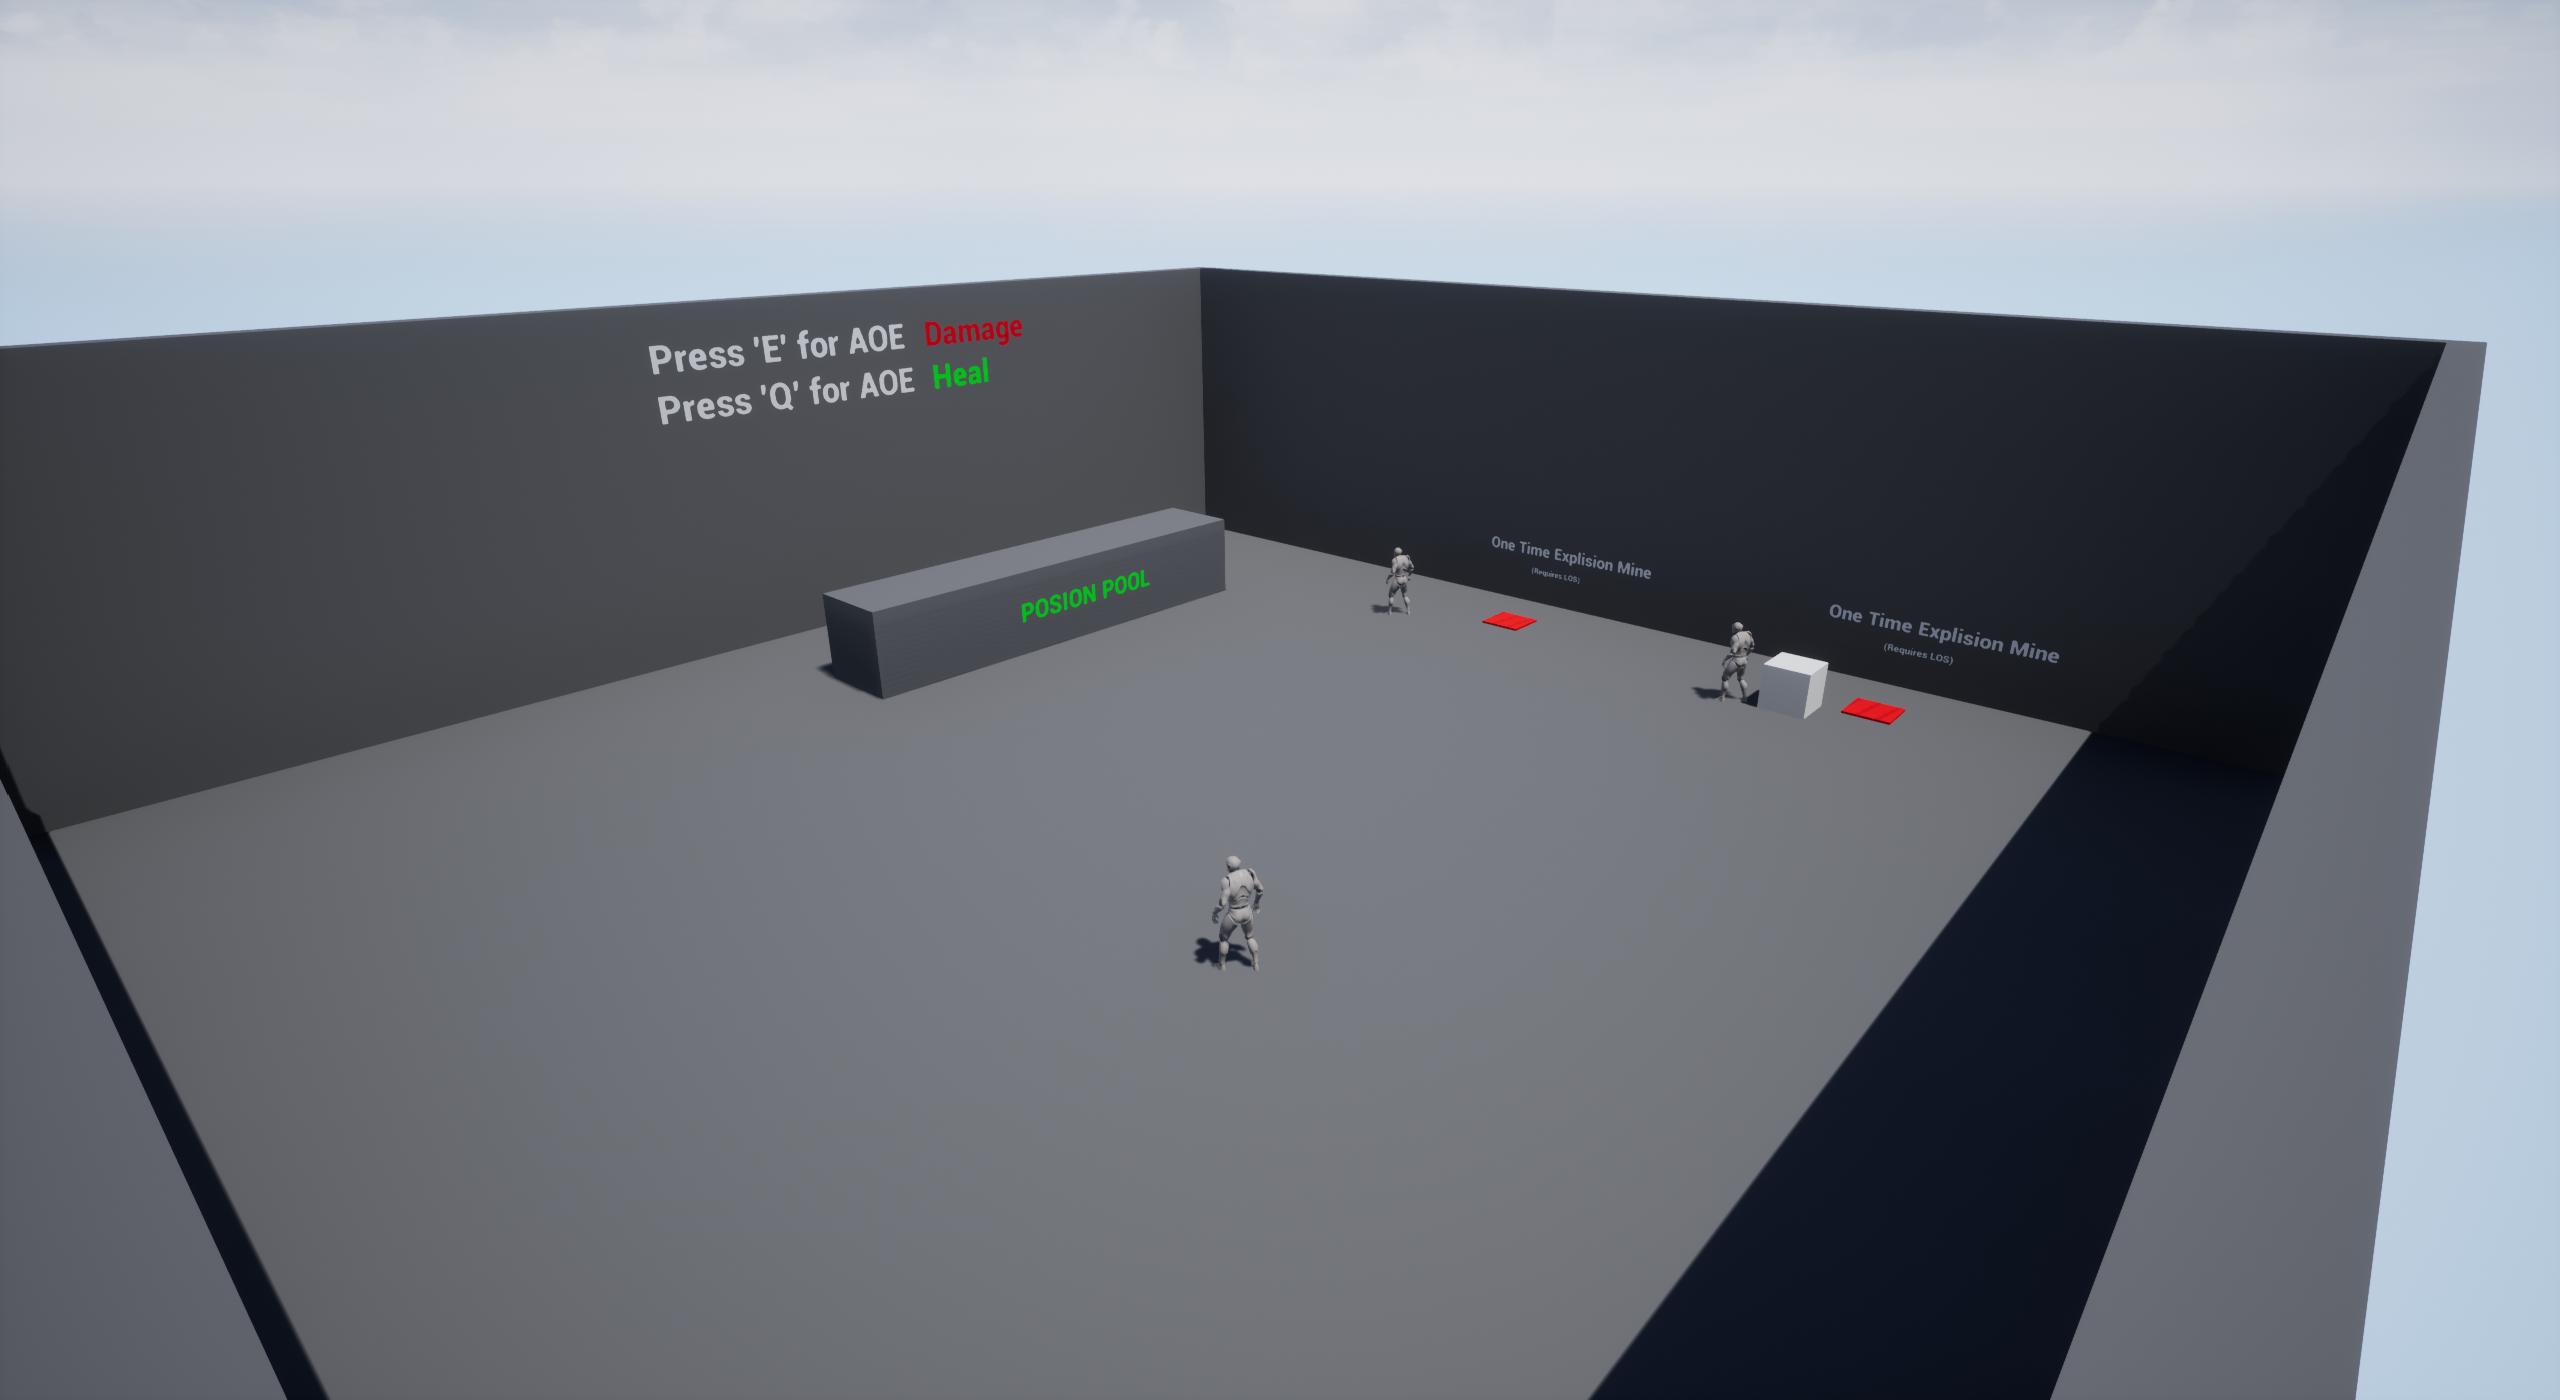 Press 'E' for AOE Damage
Press 'Q' for AOE Heal
POSION POOL
One Time Explision Mine
(Requires LOS)
One Time Explision Mine
(Requires LOS)